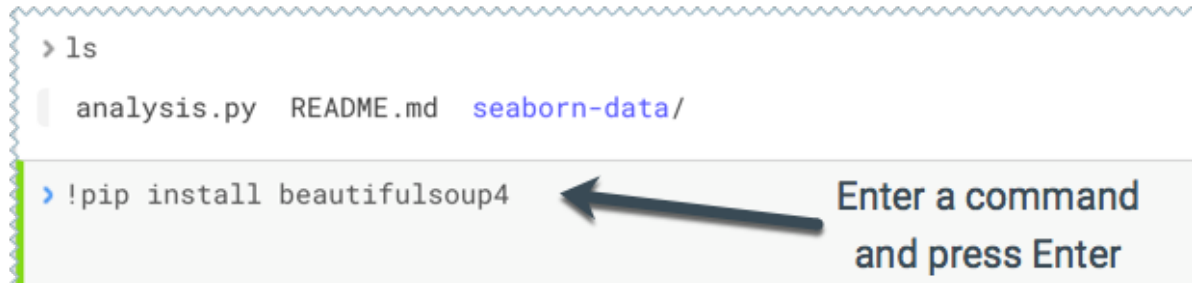 > ls
analysis.py README.md seaborn-data/
> !pip install beautifulsoup4
Enter a command
and press Enter